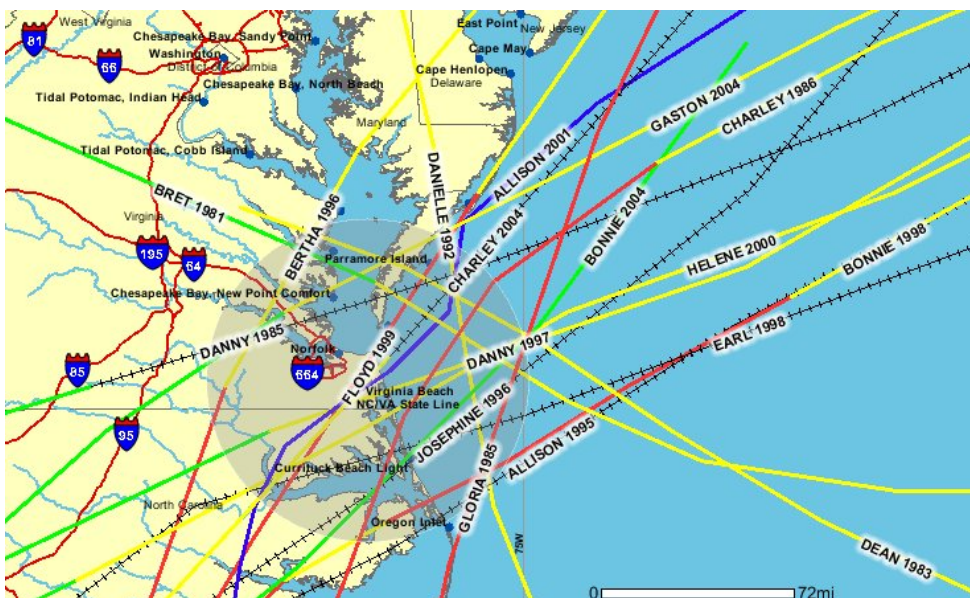 West Virginia
81
66
Chesapeake Bay, Sandy Point
Washington
District of Columbia
Chesapeake Bay, North Beach
Tidal Potomac, Indian Head
East Point
New Jersey
Cape May
Cape Henlopen
Delaware
Maryland
Tidal Potomac, Cobb Island
GASTON 2004
CHARLEY 1986
ALLISON 2001
DANIELLE 1992
BRET 1981
BERTHA 1996
CHARLEY 2004
BONNIE 2004
Virginia
195
64
Parramore Island
HELENE 2000
BONNIE 1998
Chesapeake Bay, New Point Comfort
DANNY 1985
Norfolk
664
FLOYD 1999
DANNY 1997
EARL 1998
85
95
Virginia Beach
NC/VA State Line
JOSEPHINE 1996
ALLISON 1995
Currituck Beach Light
North Carolina
Oregon Inlet
GLORIA 1985
75W
DEAN 1983
0
72mi